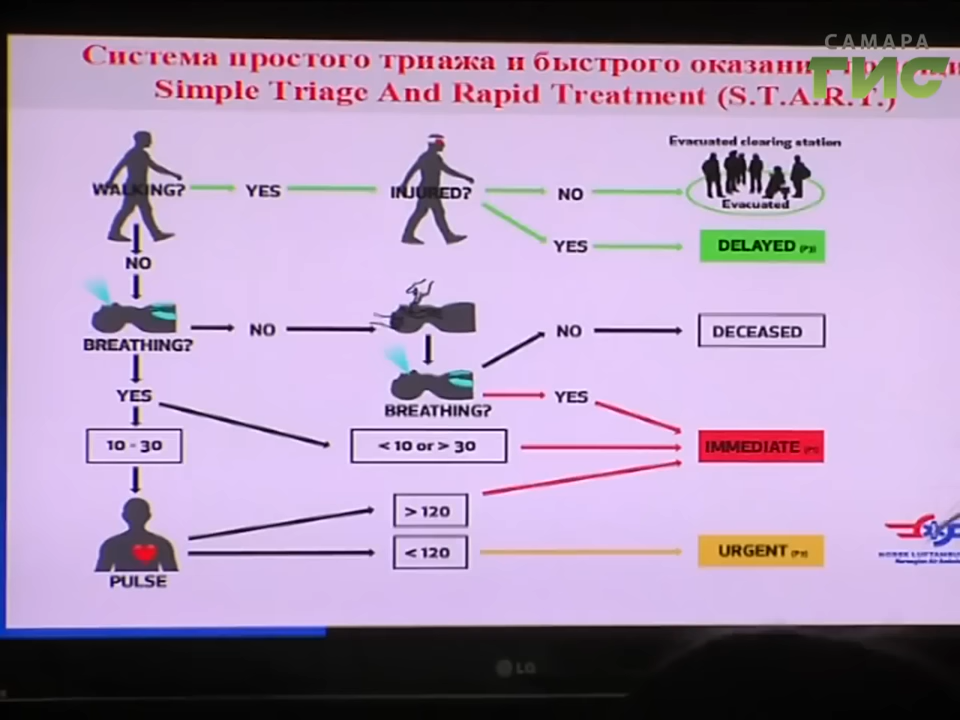 САМАРА
ГИС
Система простого триажа и быстрого
Simple Triage And Rapid Treatment (S.T.A.R.T.)
Evacuated clearing station
WALKING?
YES
INJURED?
NO
Evacuated
YES
DELAYED (P3)
NO
BREATHING?
NO
NO
DECEASED
YES
BREATHING?
YES
10 - 30
< 10 or > 30
IMMEDIATE
> 120
PULSE
< 120
URGENT
LG